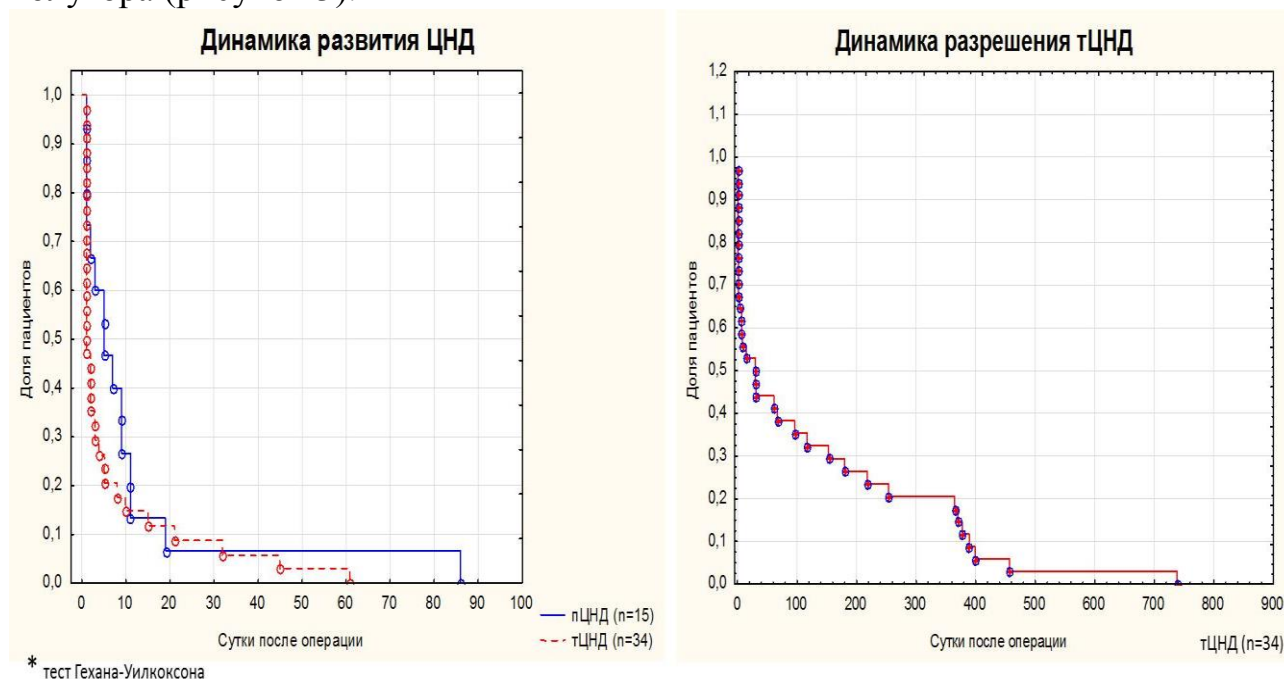 Динамика развития ЦНД
1,0
0,9
0,8
0,7
0,6
0,5
0,4
0,3
0,2
0,1
0,0
Доля пациентов
0 10 20 30 40 50 60 70 80 90 100
Сутки после операции
пЦНД (n=15)
тЦНД (n=34)
* тест Гехана-Уилкоксона
Динамика разрешения тЦНД
1,2
1,1
1,0
0,9
0,8
0,7
0,6
0,5
0,4
0,3
0,2
0,1
0,0
Доля пациентов
0 100 200 300 400 500 600 700 800 900
Сутки после операции
тЦНД (n=34)